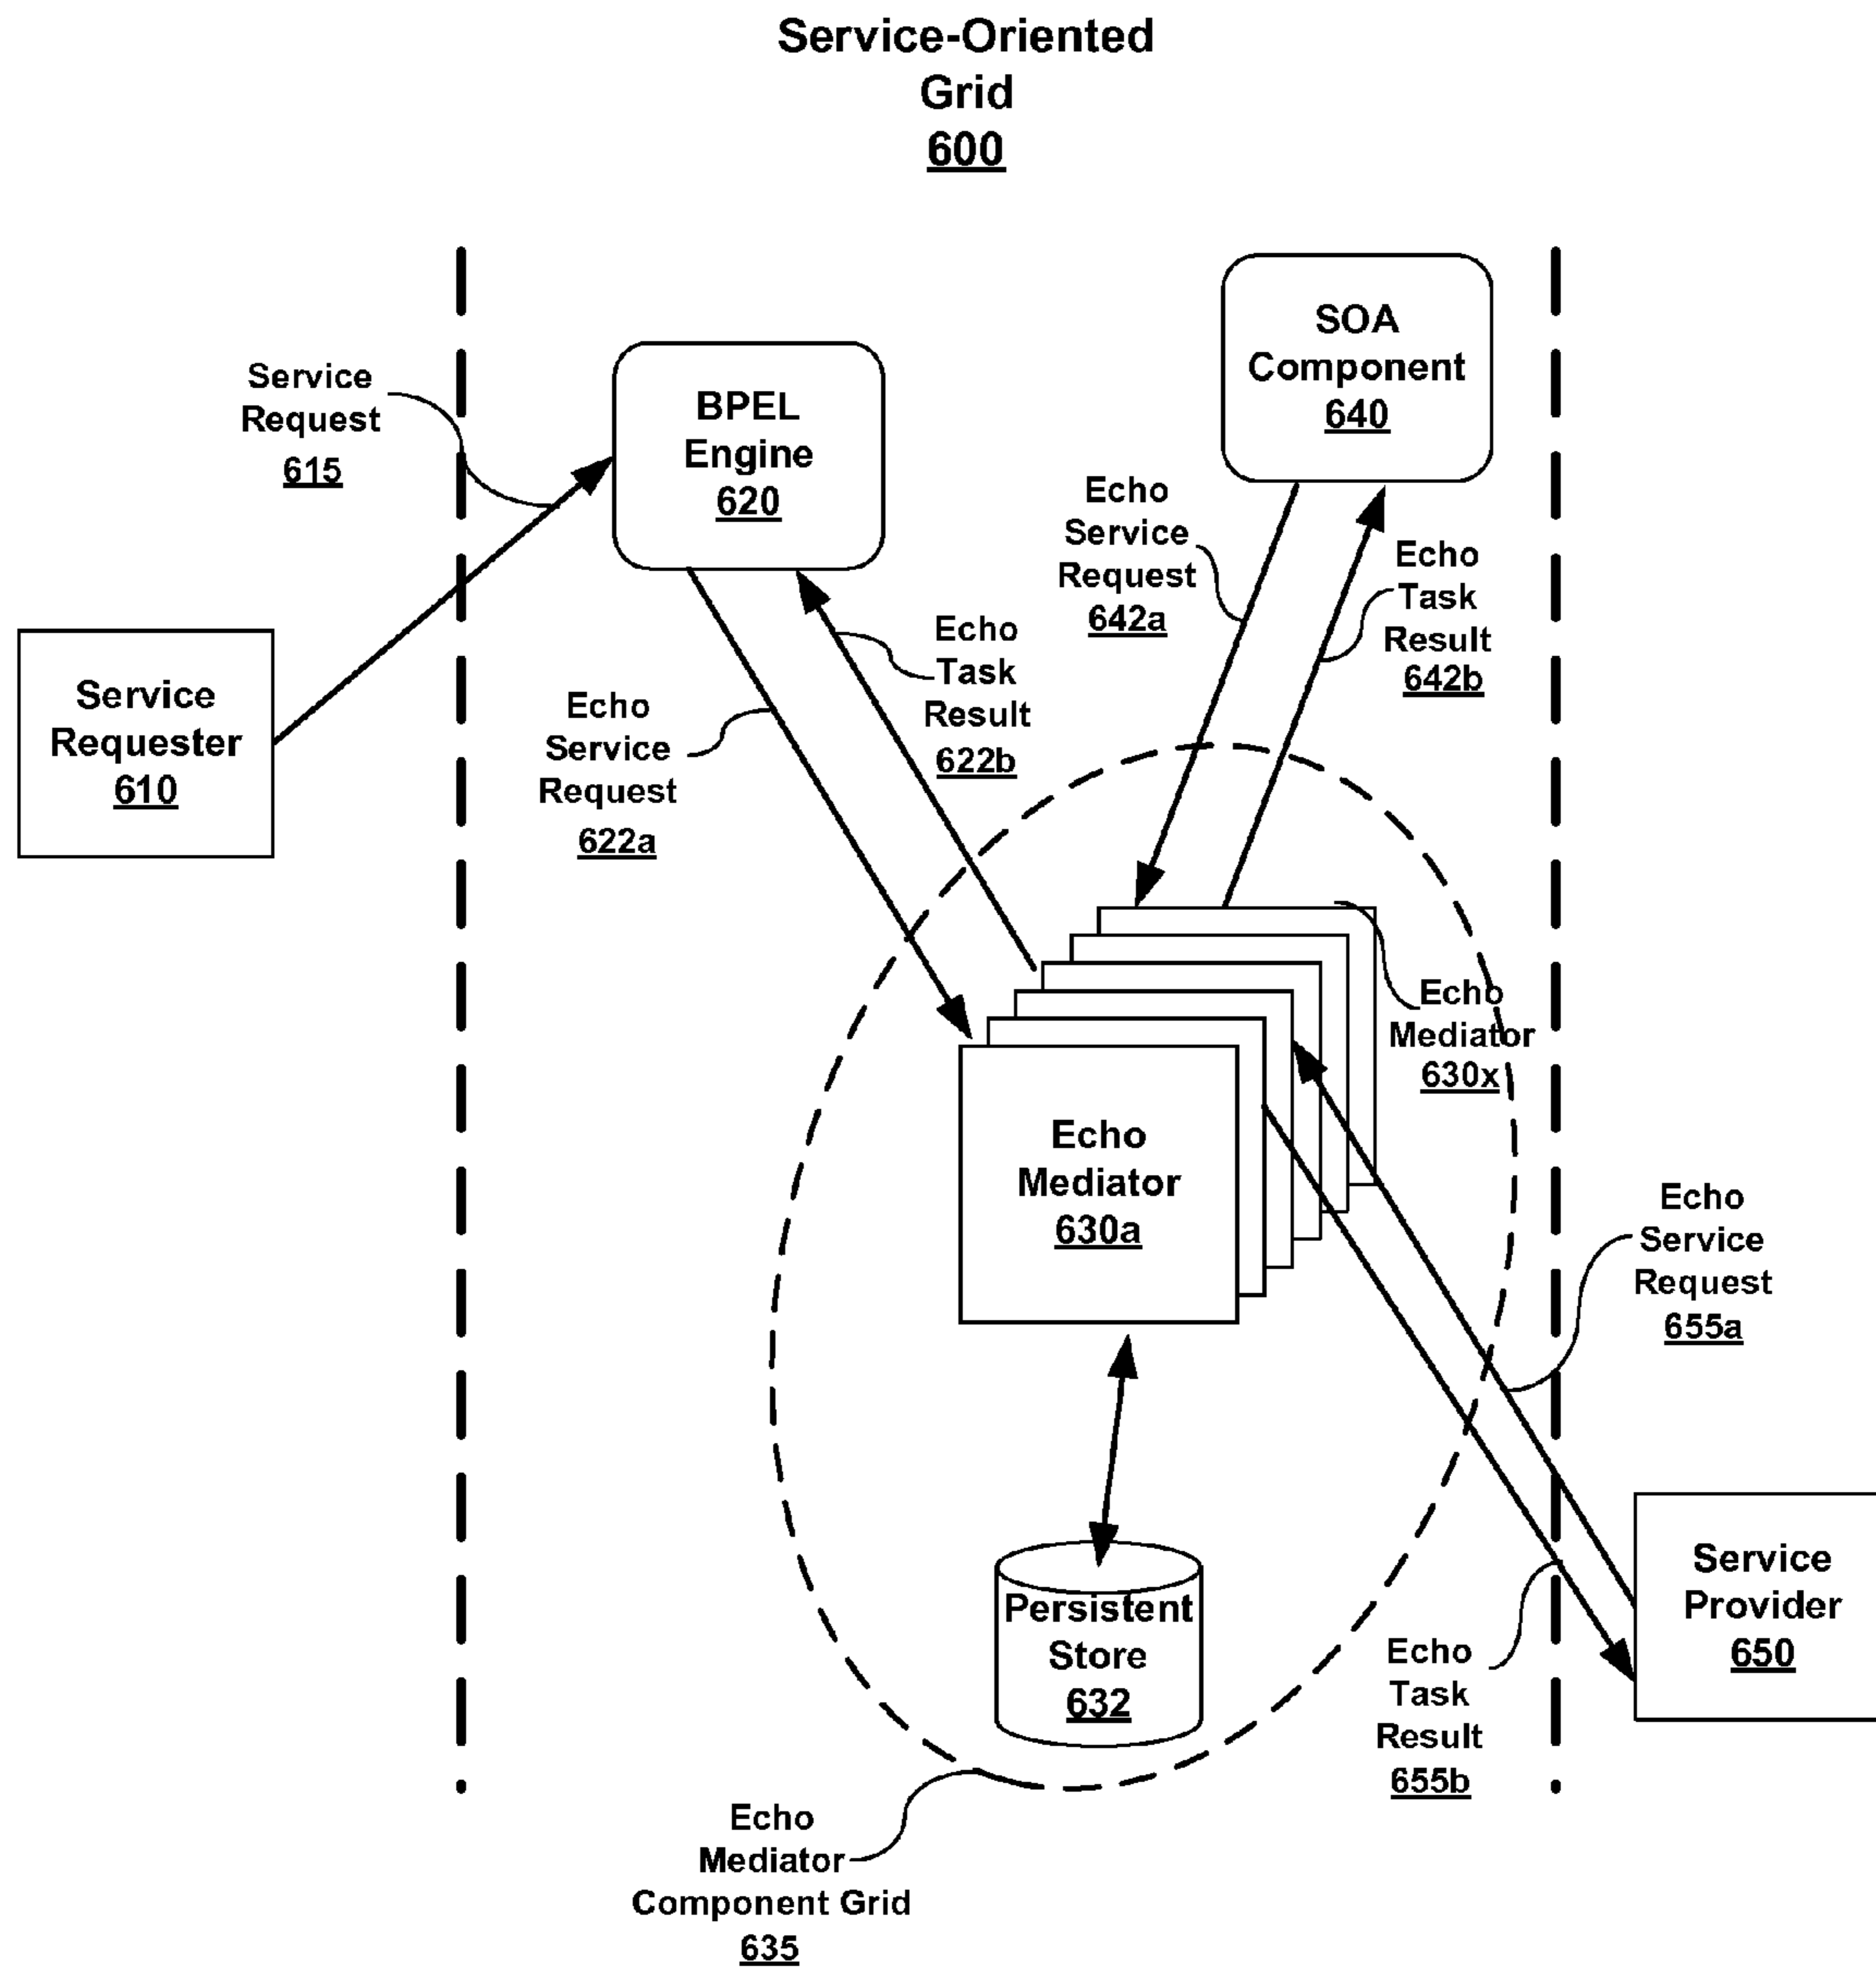 Service-Oriented
Grid
600
Service
Request
615
BPEL
Engine
620
SOA
Component
640
Echo
Service
Request
642a
Echo
Task
Result
642b
Service
Requester
610
Echo
Service
Request
622a
Echo
Task
Result
622b
Echo
Mediator
630x
Echo
Mediator
630a
Echo
Service
Request
655a
Persistent
Store
632
Service
Provider
650
Echo
Task
Result
655b
Echo
Mediator
Component Grid
635